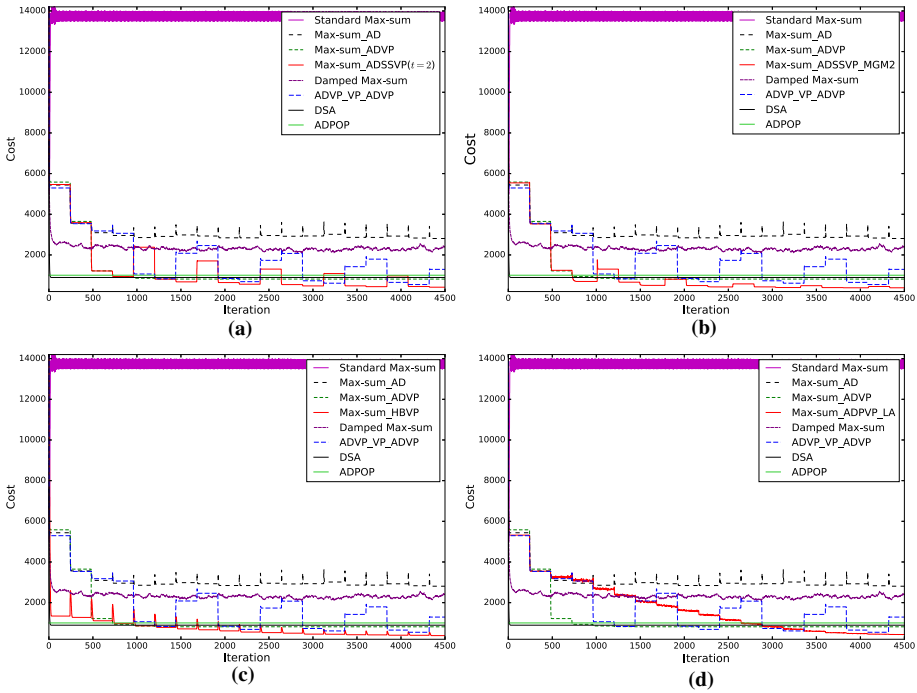 14000
12000
10000
8000
6000
4000
2000
Cost
0 500 1000 1500 2000 2500 3000 3500 4000 4500
Iteration
Standard Max-sum
Max-sum_AD
Max-sum_ADVP
Max-sum_ADSSVP(t=2)
Damped Max-sum
ADVP_VP_ADVP
DSA
ADPOP
(a)
14000
12000
10000
8000
6000
4000
2000
Cost
0 500 1000 1500 2000 2500 3000 3500 4000 4500
Iteration
Standard Max-sum
Max-sum_AD
Max-sum_ADVP
Max-sum_ADSSVP_MGM2
Damped Max-sum
ADVP_VP_ADVP
DSA
ADPOP
(b)
14000
12000
10000
8000
6000
4000
2000
Cost
0 500 1000 1500 2000 2500 3000 3500 4000 4500
Iteration
Standard Max-sum
Max-sum_AD
Max-sum_ADVP
Max-sum_HBVP
Damped Max-sum
ADVP_VP_ADVP
DSA
ADPOP
(c)
14000
12000
10000
8000
6000
4000
2000
Cost
0 500 1000 1500 2000 2500 3000 3500 4000 4500
Iteration
Standard Max-sum
Max-sum_AD
Max-sum_ADVP
Max-sum_ADPVP_LA
Damped Max-sum
ADVP_VP_ADVP
DSA
ADPOP
(d)